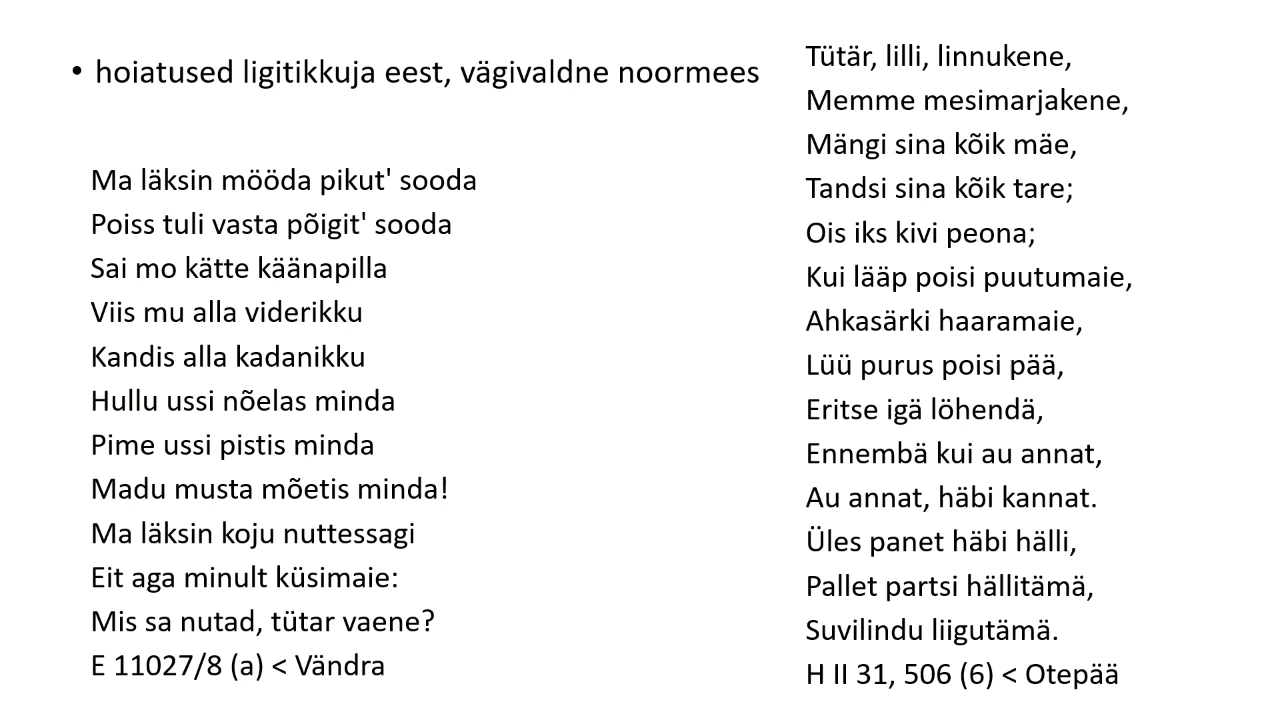 • hoiatused ligitikkuja eest, vägivaldne noormees
Ma läksin mööda pikut' sooda
Poiss tuli vasta põigit' sooda
Sai mo kätte käänapilla
Viis mu alla viderikku
Kandis alla kadanikku
Hullu ussi nõelas minda
Pime ussi pistis minda
Madu musta mõetis minda!
Ma läksin koju nuttessagi
Eit aga minult küsimaie:
Mis sa nutad, tütar vaene?
E 11027/8 (a) < Vändra
Tütär, lilli, linnukene,
Memme mesimarjakene,
Mängi sina kõik mäe,
Tandsi sina kõik tare;
Ois iks kivi peona;
Kui lääp poisi puutumaie,
Ahkasärki haaramaie,
Lüü purus poisi pää,
Eritse igä löhendä,
Ennembä kui au annat,
Au annat, häbi kannat.
Üles panet häbi hälli,
Pallet partsi hällitämä,
Suvilindu liigutämä.
H II 31, 506 (6) < Otepää